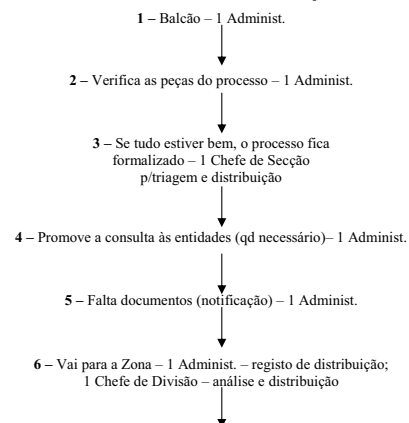 1 – Balcão – 1 Administ.
2 – Verifica as peças do processo – 1 Administ.
3 – Se tudo estiver bem, o processo fica
formalizado – 1 Chefe de Secção
p/triagem e distribuição
4 – Promove a consulta às entidades (qd necessário)– 1 Administ.
5 – Falta documentos (notificação) – 1 Administ.
6 – Vai para a Zona – 1 Administ. – registo de distribuição;
1 Chefe de Divisão – análise e distribuição